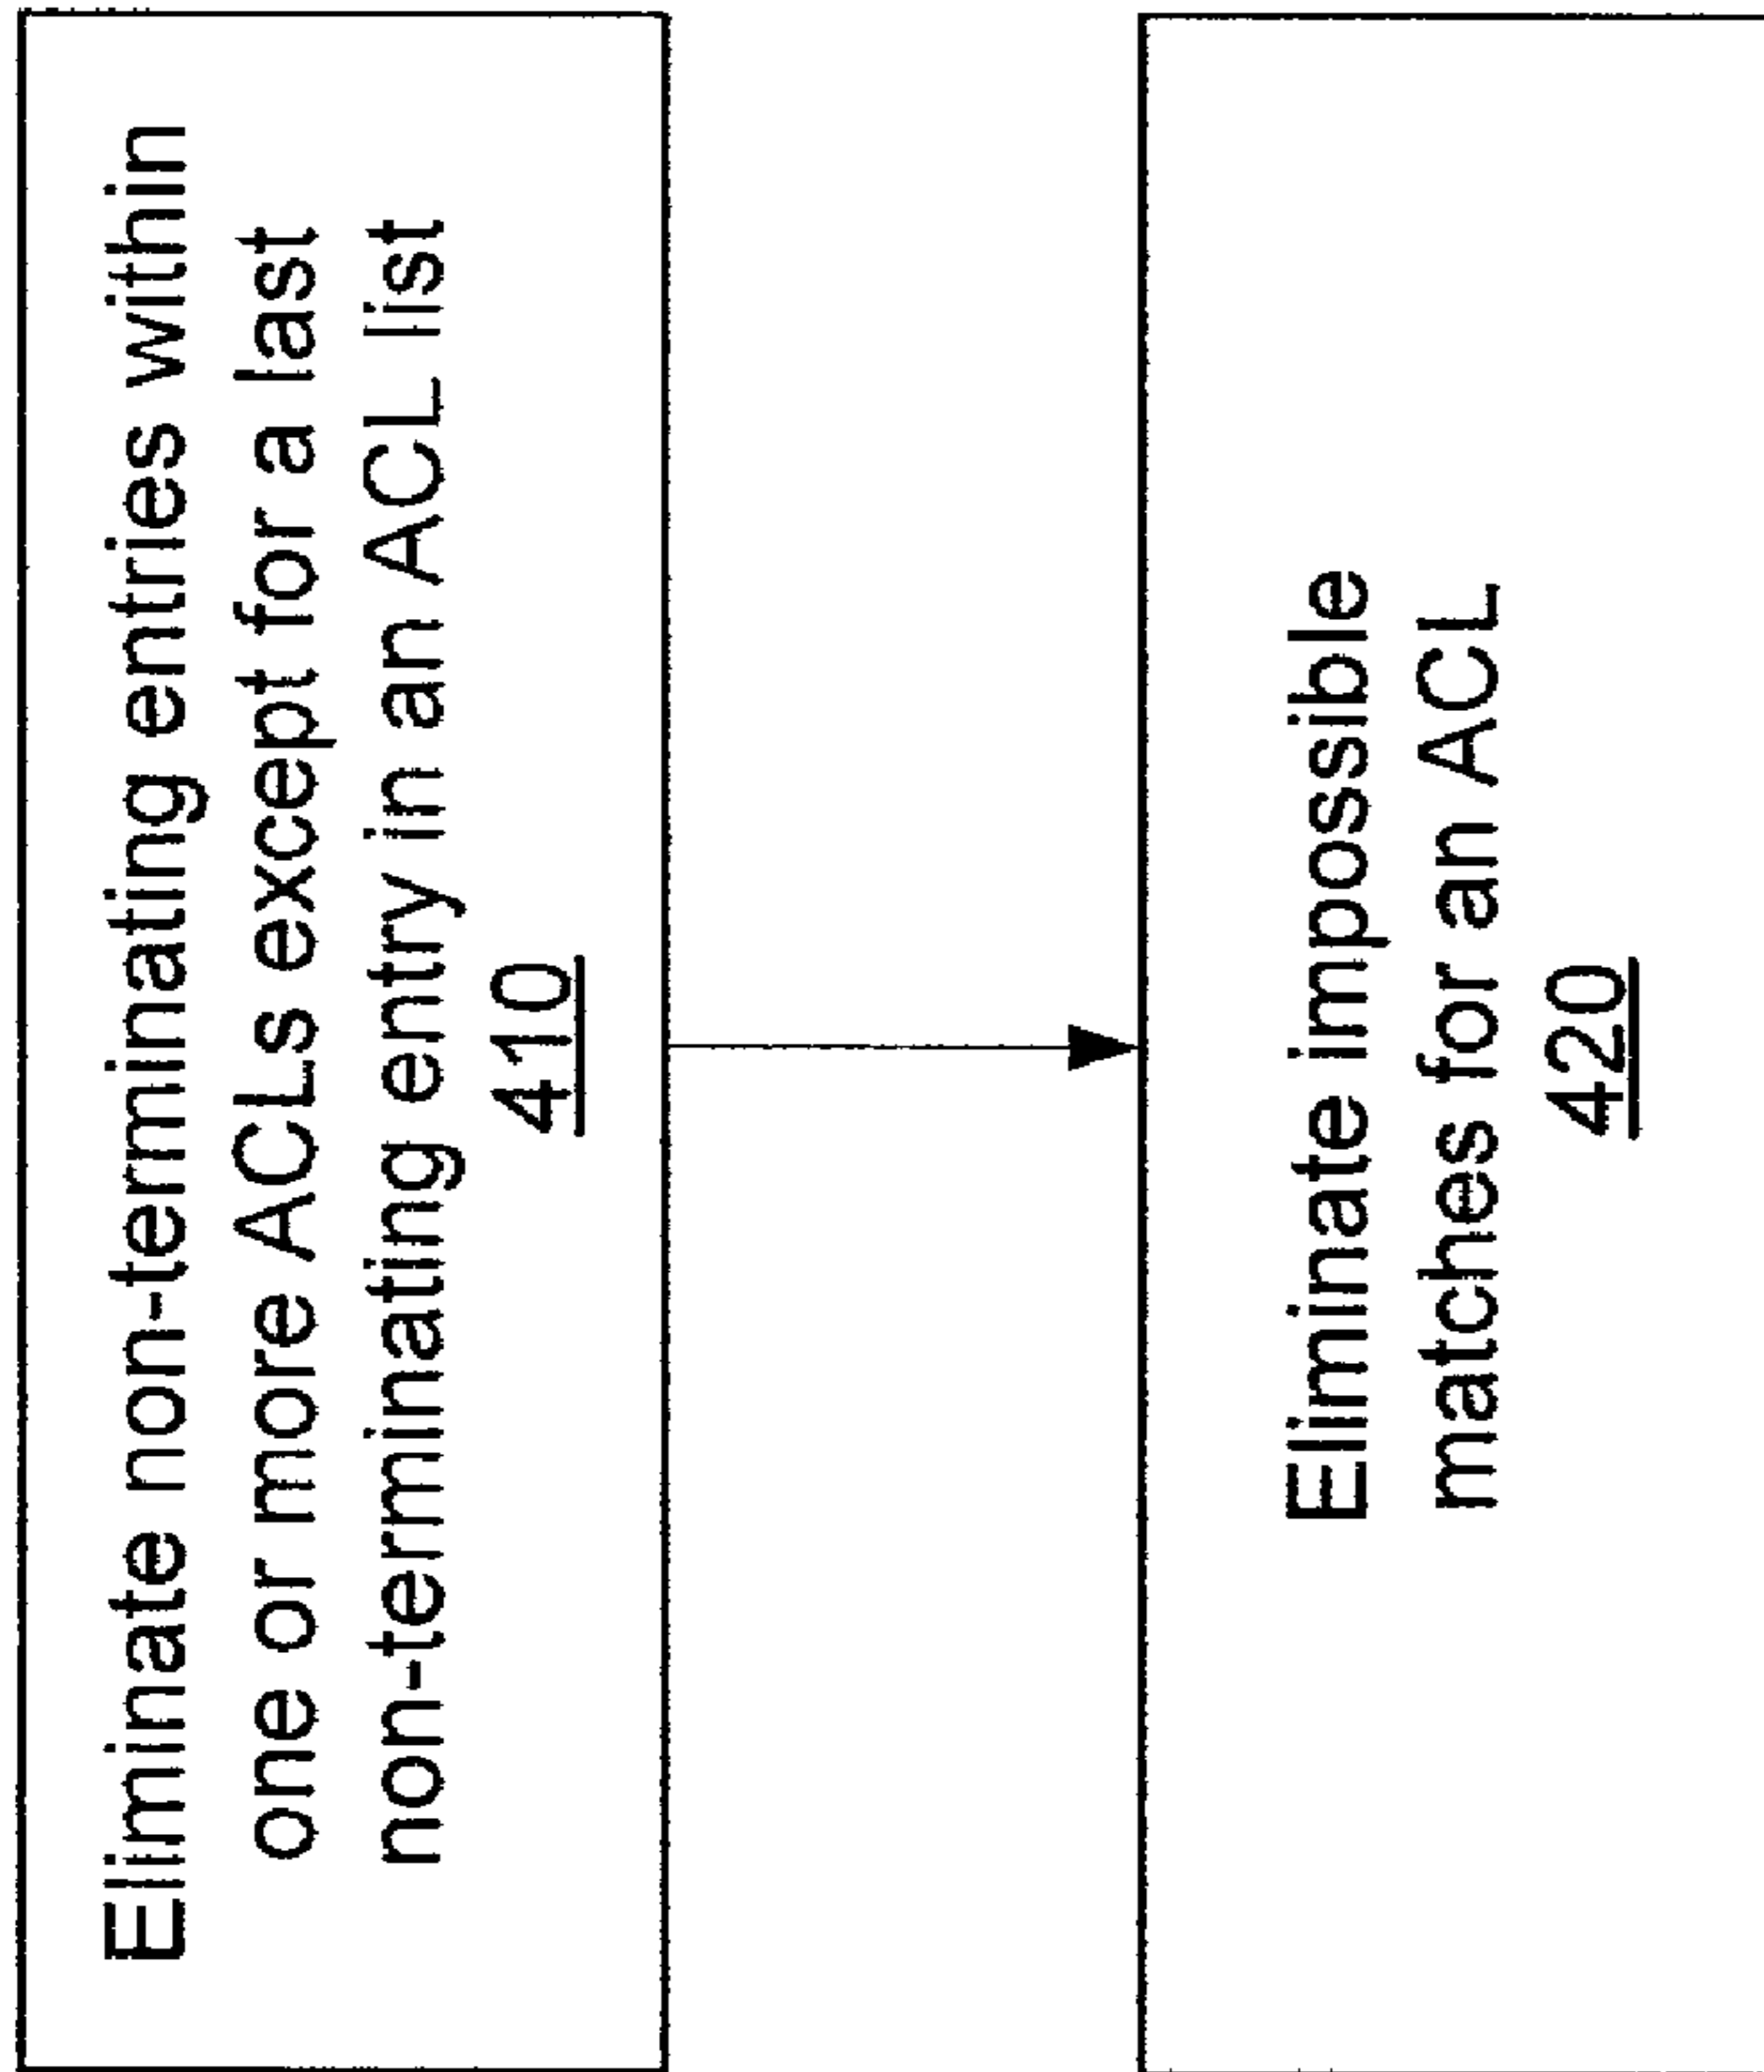 Eliminate non-terminating entries within
one or more ACLs except for a last
non-terminating entry in an ACL list
410
Eliminate impossible
matches for an ACL
420